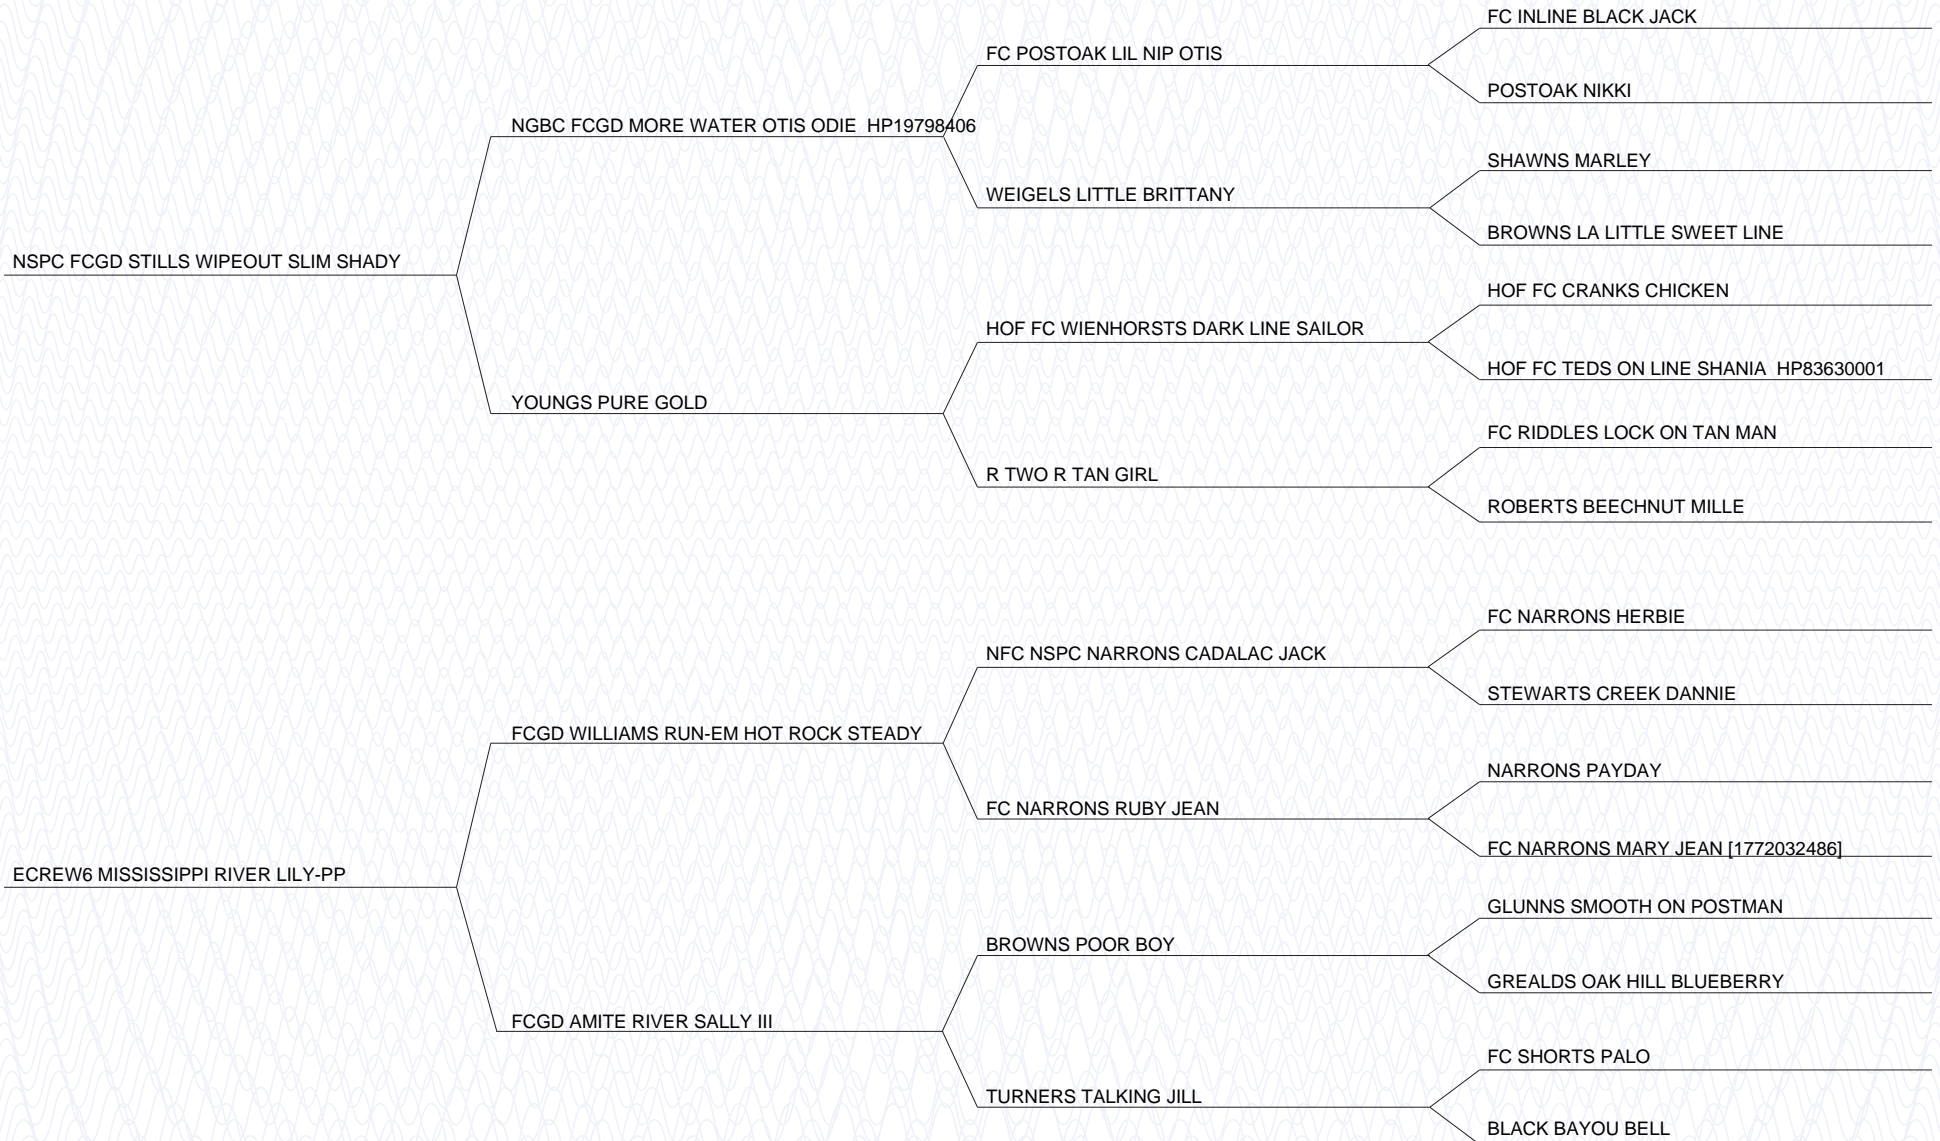 FC INLINE BLACK JACK
FC POSTOAK LIL NIP OTIS
POSTOAK NIKKI
NGBC FCGD MORE WATER OTIS ODIE  HP19798406
SHAWNS MARLEY
WEIGELS LITTLE BRITTANY
BROWNS LA LITTLE SWEET LINE
NSPC FCGD STILLS WIPEOUT SLIM SHADY
HOF FC CRANKS CHICKEN
HOF FC WIENHORSTS DARK LINE SAILOR
HOF FC TEDS ON LINE SHANIA  HP83630001
YOUNGS PURE GOLD
FC RIDDLES LOCK ON TAN MAN
R TWO R TAN GIRL
ROBERTS BEECHNUT MILLE
FC NARRONS HERBIE
NFC NSPC NARRONS CADALAC JACK
STEWARTS CREEK DANNIE
FCGD WILLIAMS RUN-EM HOT ROCK STEADY
NARRONS PAYDAY
FC NARRONS RUBY JEAN
FC NARRONS MARY JEAN [1772032486]
ECREW6 MISSISSIPPI RIVER LILY-PP
GLUNNS SMOOTH ON POSTMAN
BROWNS POOR BOY
GREALDS OAK HILL BLUEBERRY
FCGD AMITE RIVER SALLY III
FC SHORTS PALO
TURNERS TALKING JILL
BLACK BAYOU BELL